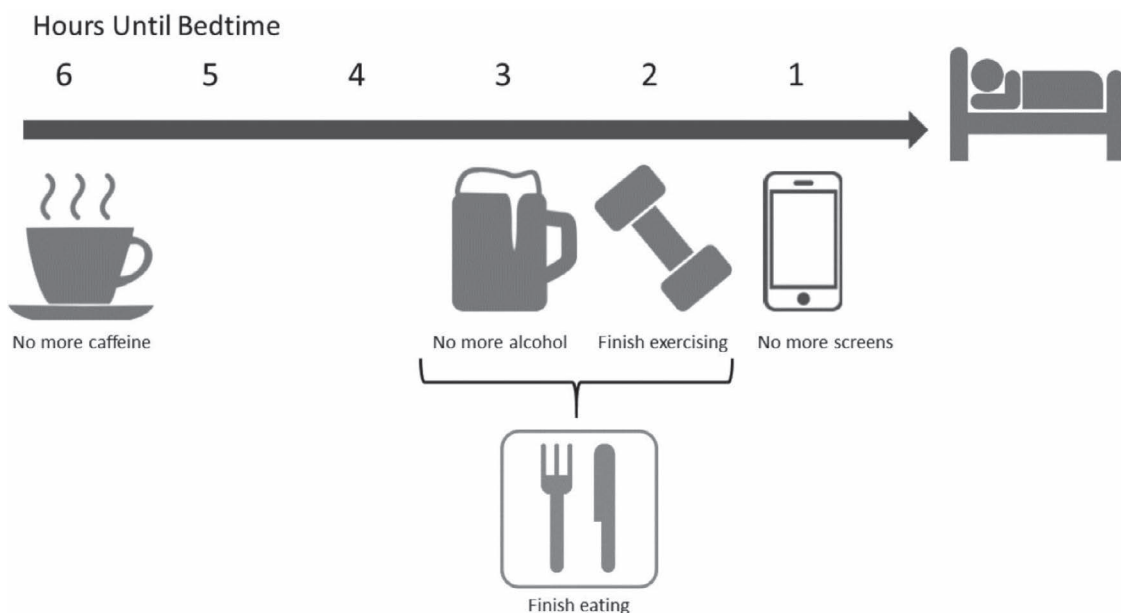 Hours Until Bedtime
6 5 4 3 2 1
No more caffeine
No more alcohol
Finish exercising
No more screens
Finish eating